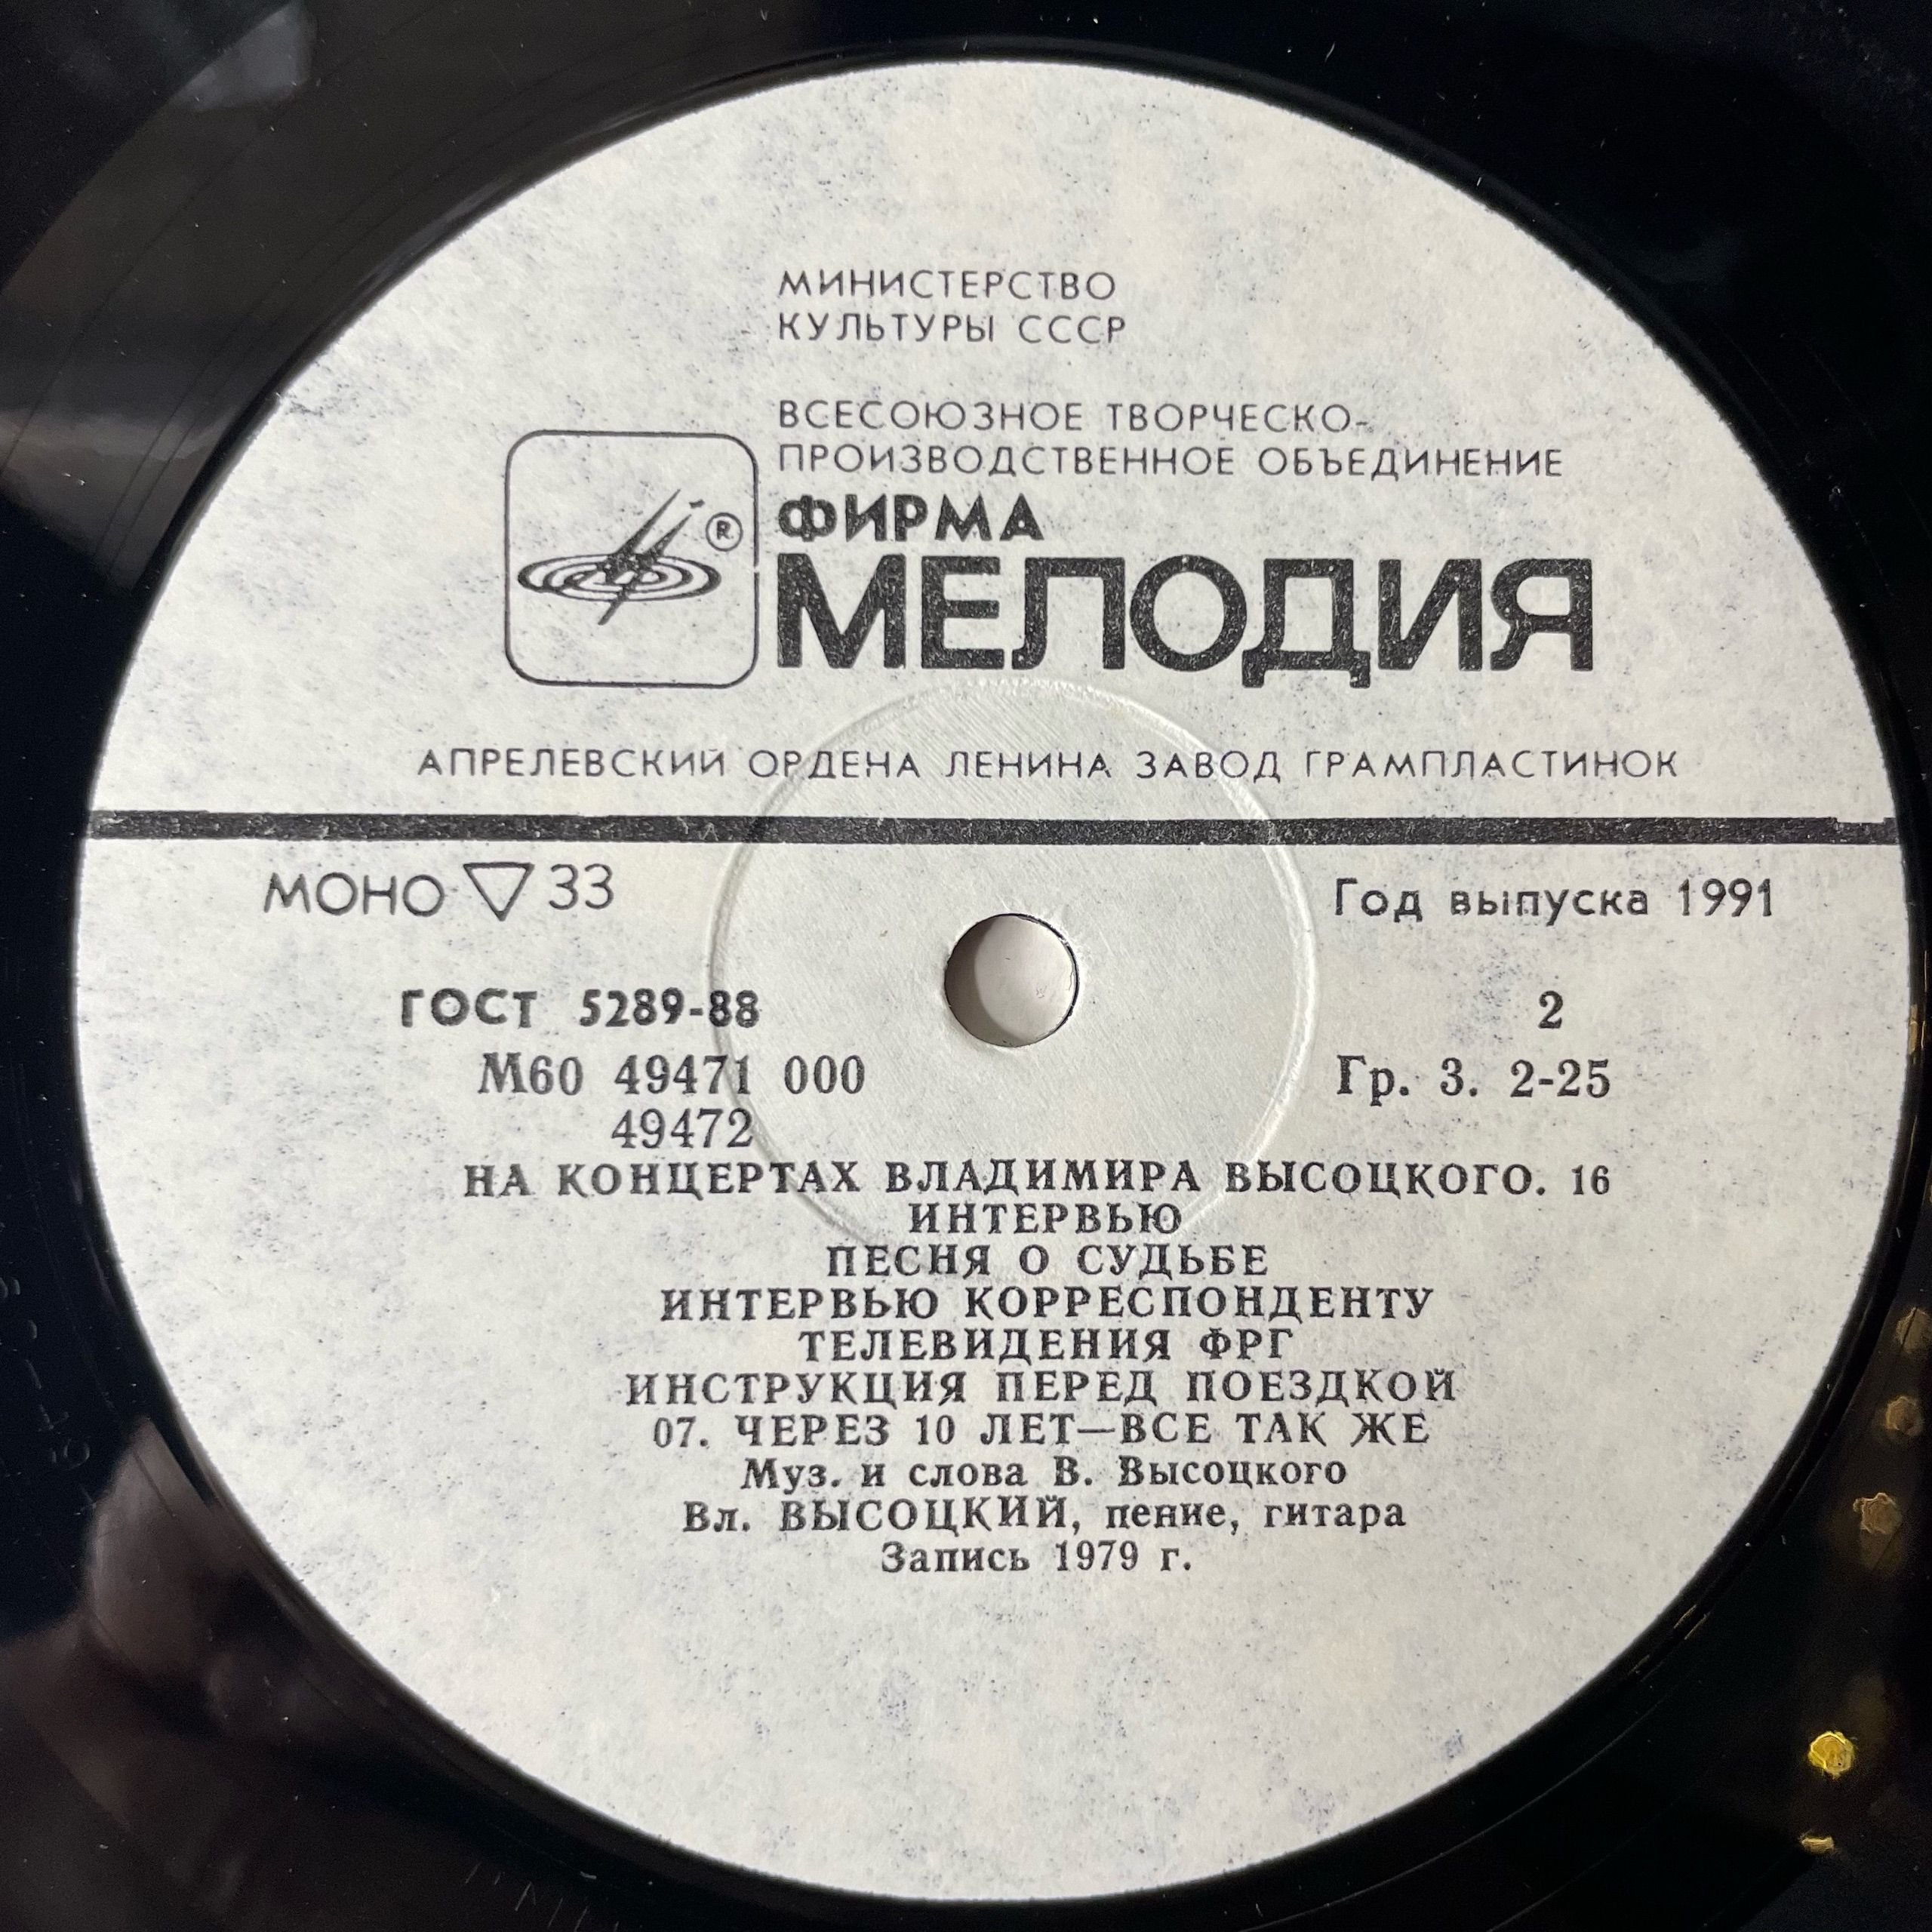 МИНИСТЕРСТВО
КУЛЬТУРЫ СССР
ВСЕСОЮЗНОЕ ТВОРЧЕСКО-
ПРОИЗВОДСТВЕННОЕ ОБЪЕДИНЕНИЕ
®
ФИРМА
МЕЛОДИЯ
АПРЕЛЕВСКИЙ ОРДЕНА ЛЕНИНА ЗАВОД ГРАМПЛАСТИНОК
МОНО ▽ 33
Год выпуска 1991
ГОСТ 5289-88
2
М60 49471 000
Гр. 3. 2-25
49472
НА КОНЦЕРТАХ ВЛАДИМИРА ВЫСОЦКОГО. 16
ИНТЕРВЬЮ
ПЕСНЯ О СУДЬБЕ
ИНТЕРВЬЮ КОРРЕСПОНДЕНТУ
ТЕЛЕВИДЕНИЯ ФРГ
ИНСТРУКЦИЯ ПЕРЕД ПОЕЗДКОЙ
07. ЧЕРЕЗ 10 ЛЕТ—ВСЕ ТАК ЖЕ
Муз. и слова В. Высоцкого
Вл. ВЫСОЦКИЙ, пение, гитара
Запись 1979 г.